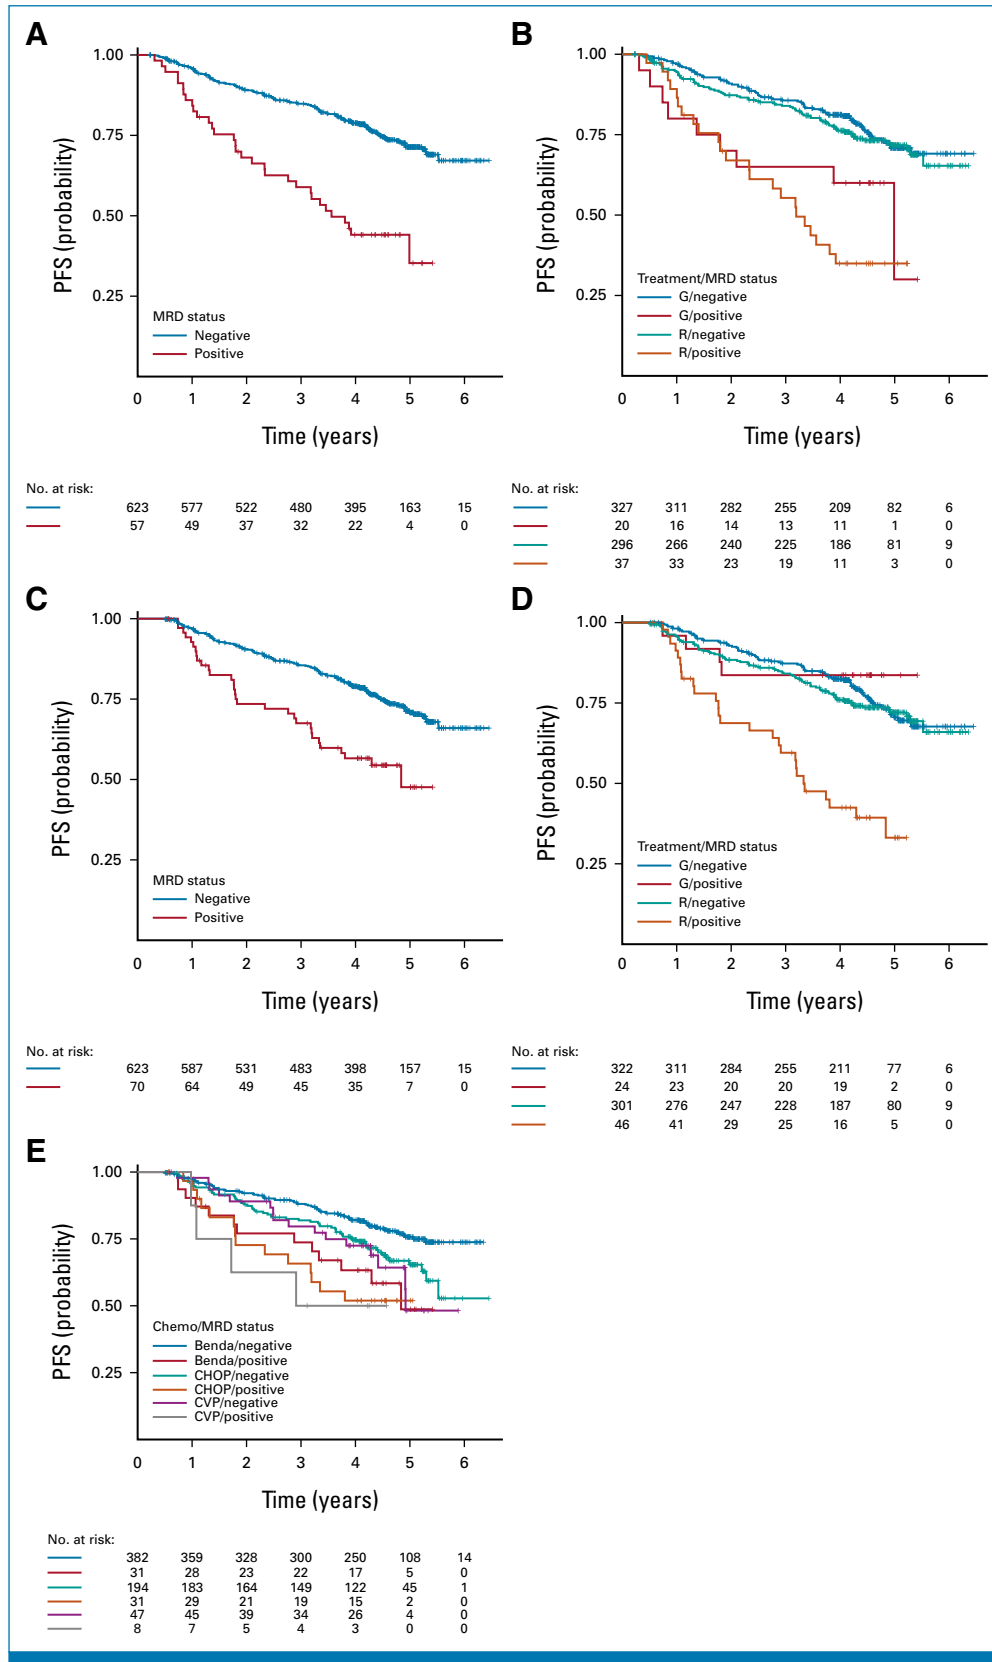 A
1.00
0.75
0.50
0.25
PFS (probability)
MRD status
Negative
Positive
0 1 2 3 4 5 6
Time (years)
No. at risk:
623 577 522 480 395 163 15
57 49 37 32 22 4 0
B
1.00
0.75
0.50
0.25
PFS (probability)
Treatment/MRD status
G/negative
G/positive
R/negative
R/positive
0 1 2 3 4 5 6
Time (years)
No. at risk:
327 311 282 255 209 82 6
20 16 14 13 11 1 0
296 266 240 225 186 81 9
37 33 23 19 11 3 0
C
1.00
0.75
0.50
0.25
PFS (probability)
MRD status
Negative
Positive
0 1 2 3 4 5 6
Time (years)
No. at risk:
623 587 531 483 398 157 15
70 64 49 45 35 7 0
D
1.00
0.75
0.50
0.25
PFS (probability)
Treatment/MRD status
G/negative
G/positive
R/negative
R/positive
0 1 2 3 4 5 6
Time (years)
No. at risk:
322 311 284 255 211 77 6
24 23 20 20 19 2 0
301 276 247 228 187 80 9
46 41 29 25 16 5 0
E
1.00
0.75
0.50
0.25
PFS (probability)
Chemo/MRD status
Benda/negative
Benda/positive
CHOP/negative
CHOP/positive
CVP/negative
CVP/positive
0 1 2 3 4 5 6
Time (years)
No. at risk:
382 359 328 300 250 108 14
31 28 23 22 17 5 0
194 183 164 149 122 45 1
31 29 21 19 15 2 0
47 45 39 34 26 4 0
8 7 5 4 3 0 0